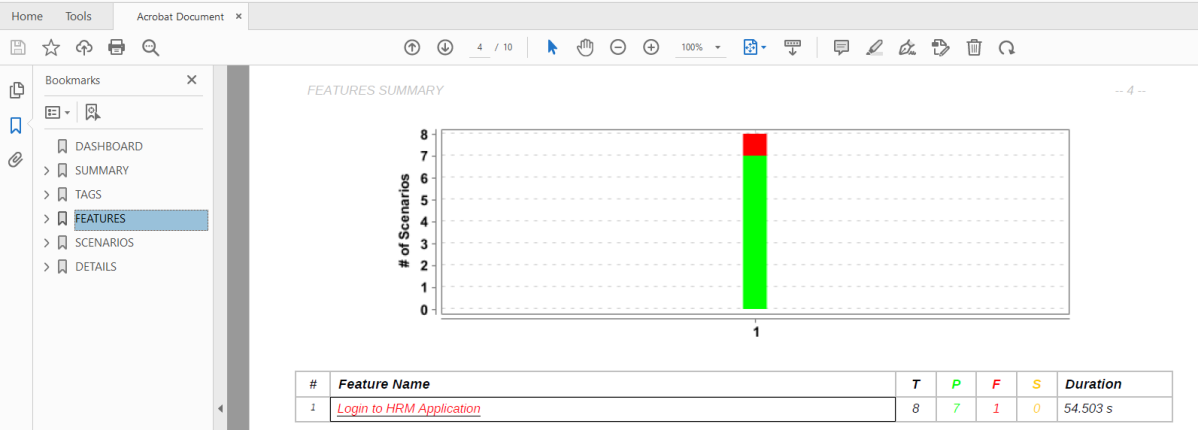 Home Tools Acrobat Document ×
4 / 10 100%
Bookmarks
DASHBOARD
SUMMARY
TAGS
FEATURES
SCENARIOS
DETAILS
FEATURES SUMMARY -- 4 --
# of Scenarios
8
7
6
5
4
3
2
1
0
1
# Feature Name T P F S Duration
1 Login to HRM Application 8 7 1 0 54.503 s